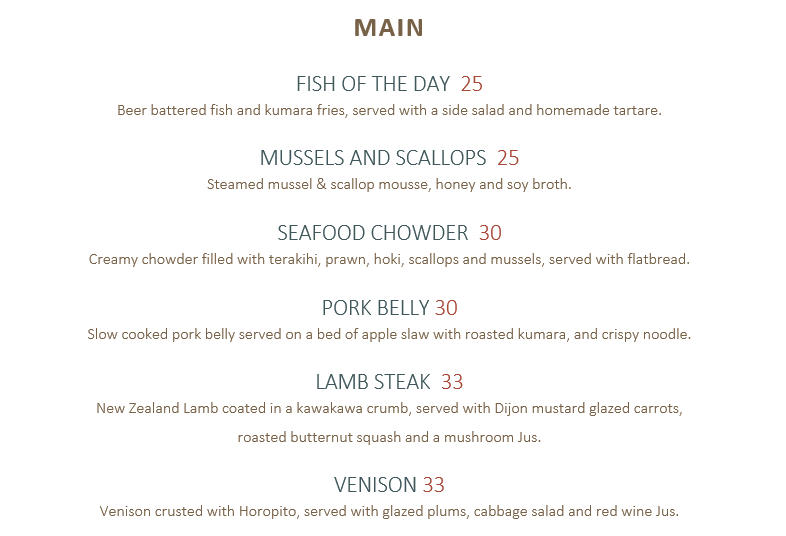 MAIN
FISH OF THE DAY 25
Beer battered fish and kumara fries, served with a side salad and homemade tartare.
MUSSELS AND SCALLOPS 25
Steamed mussel & scallop mousse, honey and soy broth.
SEAFOOD CHOWDER 30
Creamy chowder filled with terakihi, prawn, hoki, scallops and mussels, served with flatbread.
PORK BELLY 30
Slow cooked pork belly served on a bed of apple slaw with roasted kumara, and crispy noodle.
LAMB STEAK 33
New Zealand Lamb coated in a kawakawa crumb, served with Dijon mustard glazed carrots,
roasted butternut squash and a mushroom Jus.
VENISON 33
Venison crusted with Horopito, served with glazed plums, cabbage salad and red wine Jus.